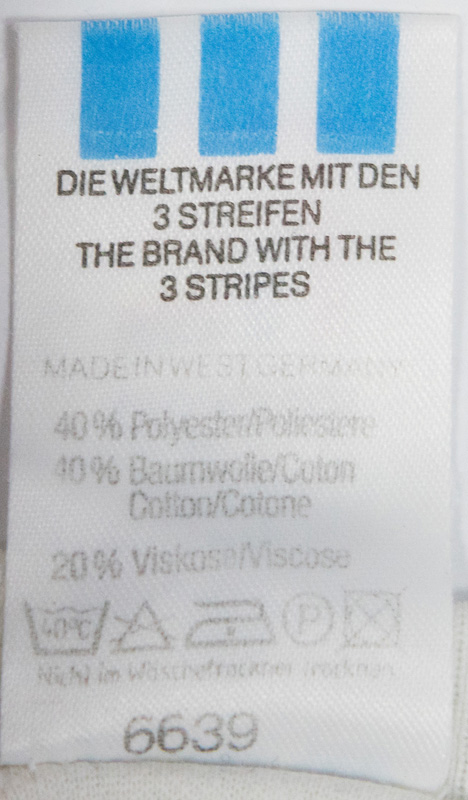 DIE WELTMARKE MIT DEN
3 STREIFEN
THE BRAND WITH THE
3 STRIPES
MADE IN WEST GERMANY
40% Polyester/Poliestere
40% Baumwolle/Coton
Cotton/Cotone
20% Viskose/Viscose
40°C P
Nicht im Wäschetrockner trocknen
6639